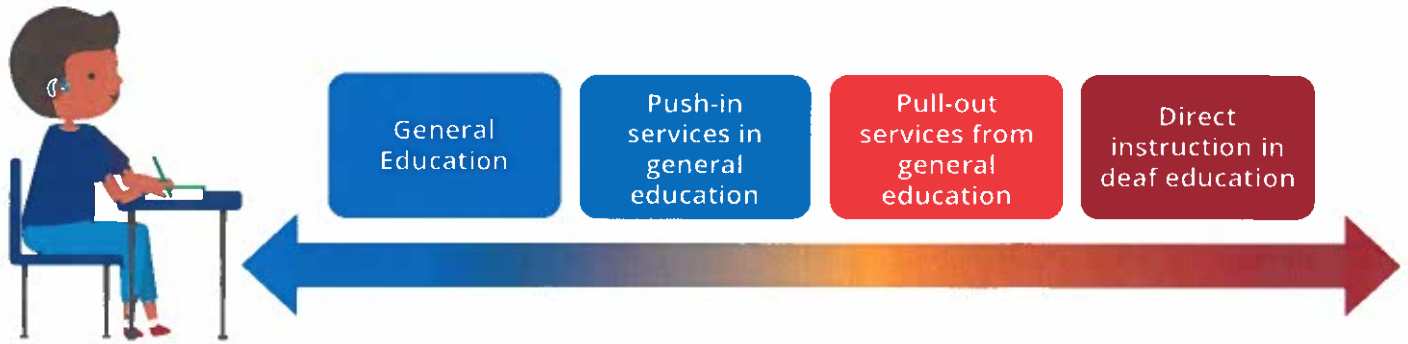 General
Education
Push-in
services in
general
education
Pull-out
services from
general
education
Direct
instruction in
deaf education